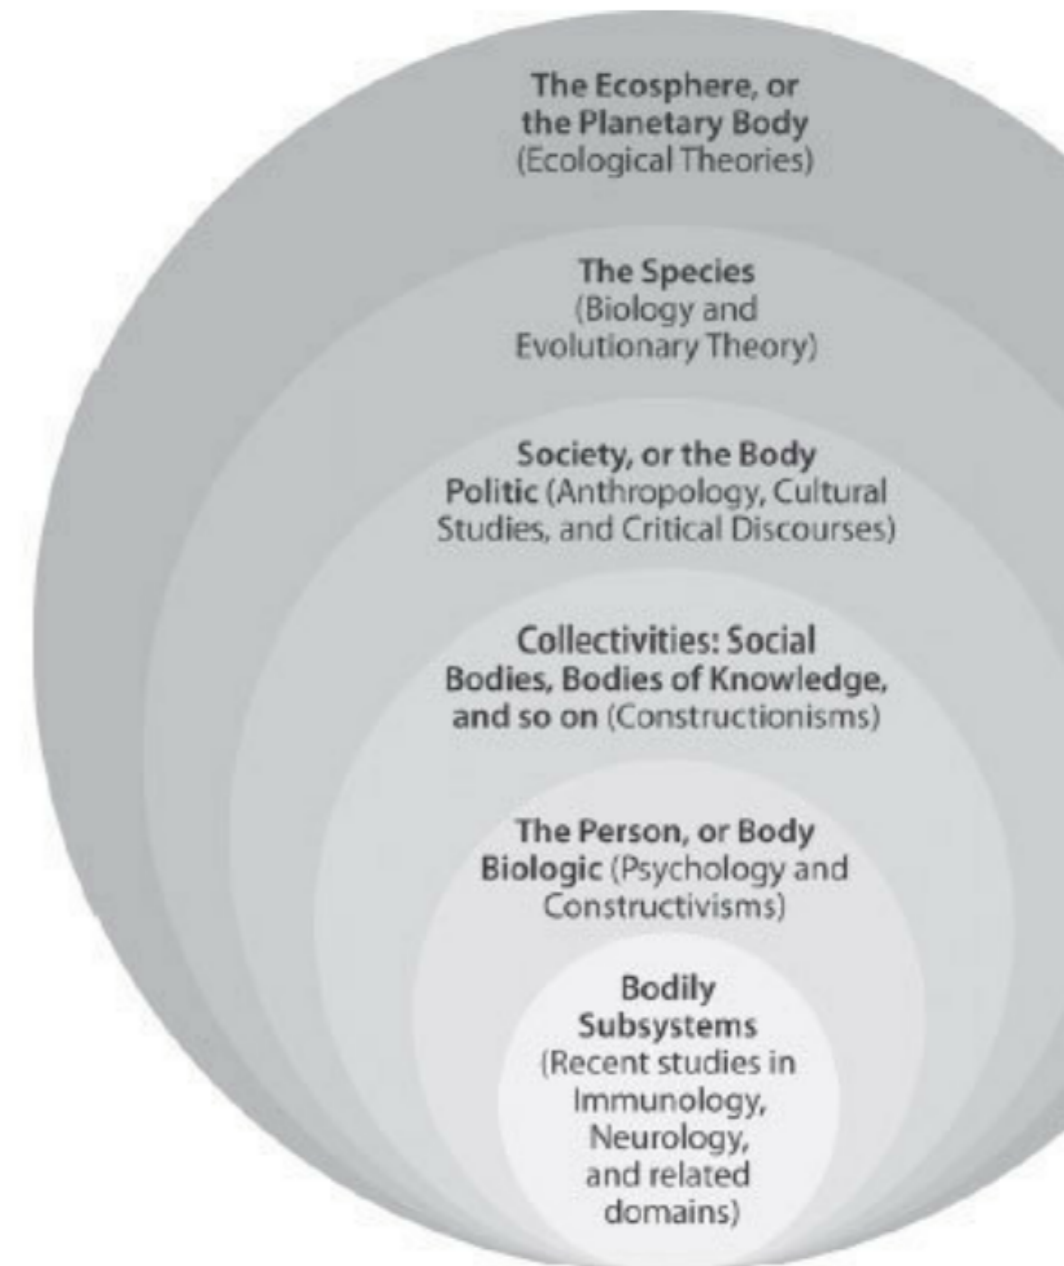 The Ecosphere, or
the Planetary Body
(Ecological Theories)
The Species
(Biology and
Evolutionary Theory)
Society, or the Body
Politic (Anthropology, Cultural
Studies, and Critical Discourses)
Collectivities: Social
Bodies, Bodies of Knowledge,
and so on (Constructionisms)
The Person, or Body
Biologic (Psychology and
Constructivisms)
Bodily
Subsystems
(Recent studies in
Immunology,
Neurology,
and related
domains)